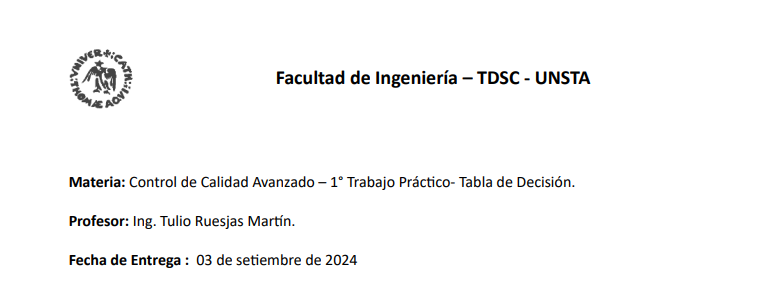 VNIVER CATH THOMÆ AQVI
Facultad de Ingeniería – TDSC - UNSTA
Materia: Control de Calidad Avanzado – 1° Trabajo Práctico- Tabla de Decisión.
Profesor: Ing. Tulio Ruesjas Martín.
Fecha de Entrega : 03 de setiembre de 2024